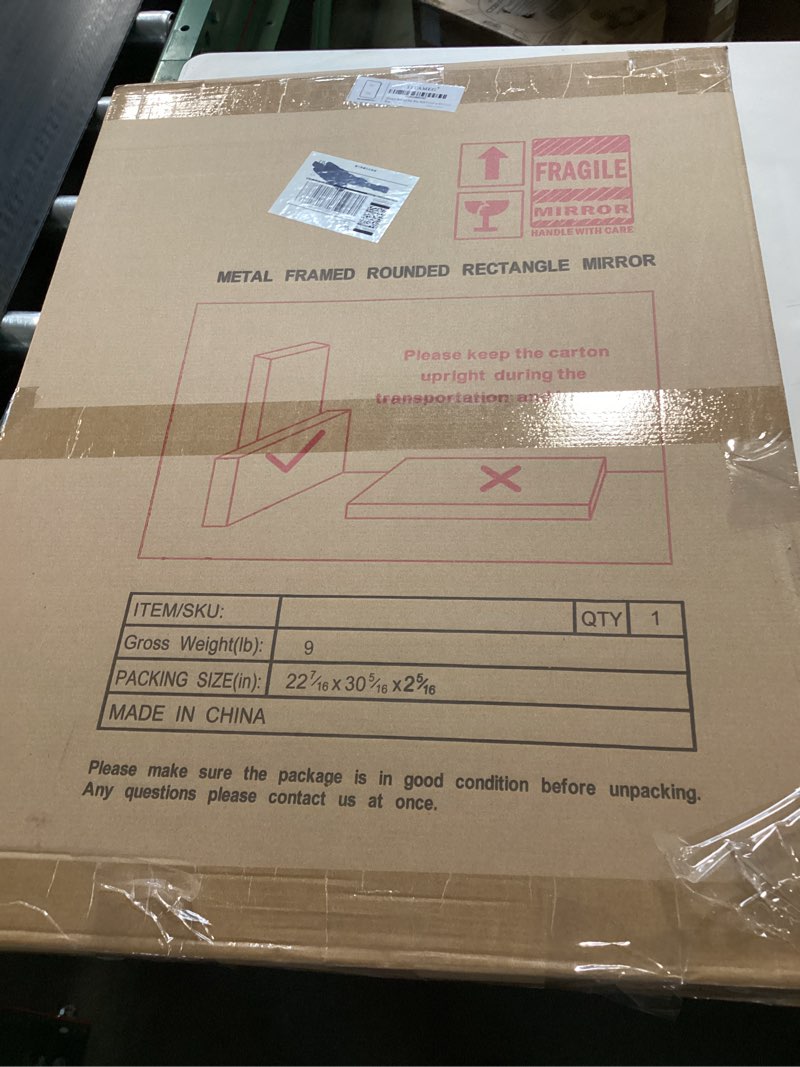 FRAGILE
MIRROR
HANDLE WITH CARE
METAL FRAMED ROUNDED RECTANGLE MIRROR
Please keep the carton
upright during the
transportation and
ITEM/SKU: QTY 1
Gross Weight(lb): 9
PACKING SIZE(in): 22 7/16 x 30 5/16 x 2 5/16
MADE IN CHINA
Please make sure the package is in good condition before unpacking.
Any questions please contact us at once.